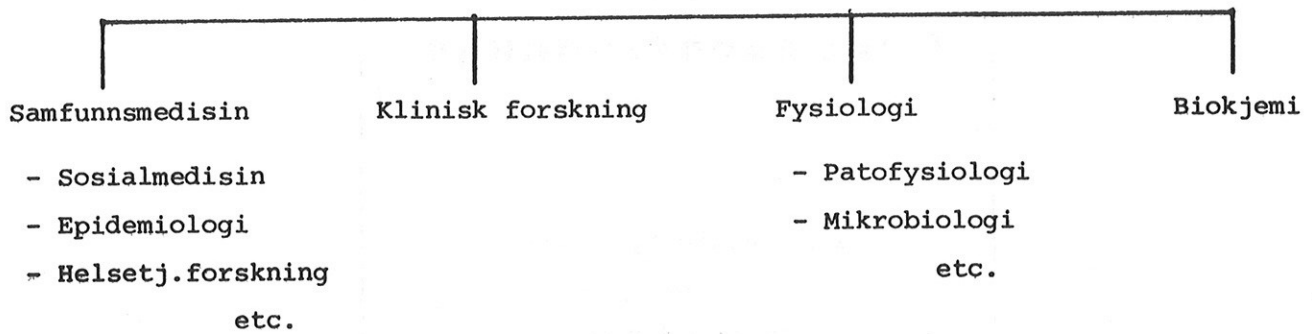 Samfunnsmedisin
- Sosialmedisin
- Epidemiologi
- Helsetj.forskning
etc.
Klinisk forskning
Fysiologi
- Patofysiologi
- Mikrobiologi
etc.
Biokjemi